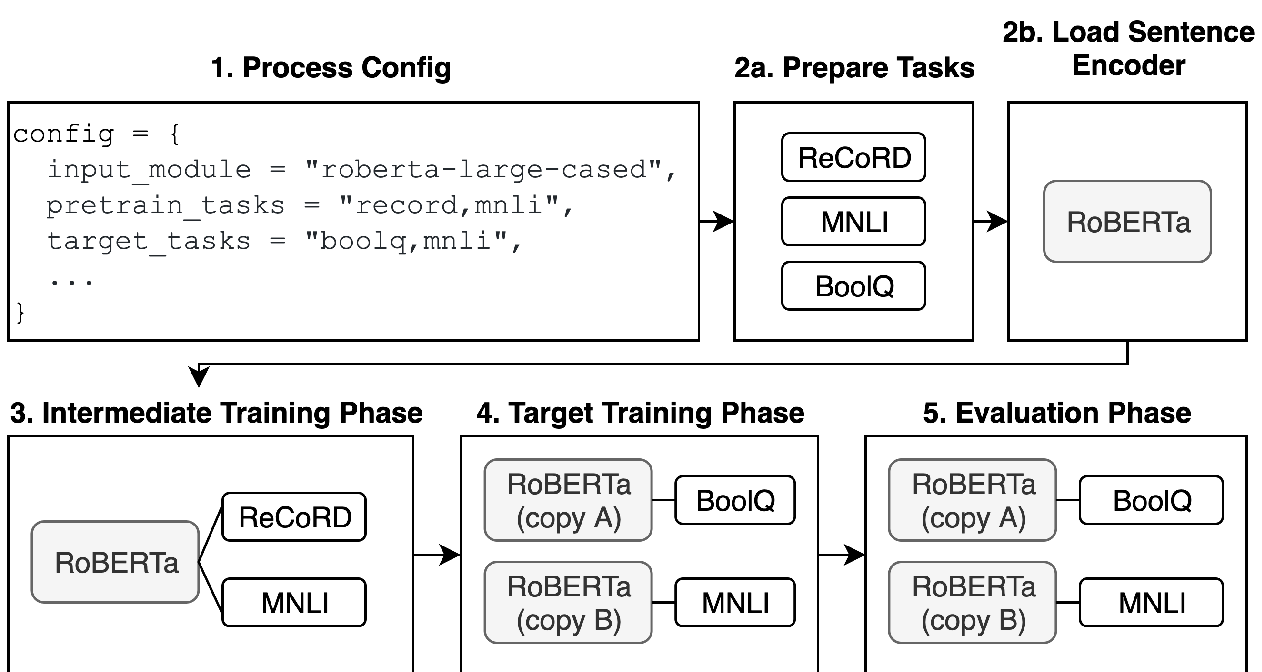 1. Process Config
config = {
input_module = "roberta-large-cased",
pretrain_tasks = "record,mnli",
target_tasks = "boolq,mnli",
...
}
2a. Prepare Tasks
ReCoRD
MNLI
BoolQ
2b. Load Sentence
Encoder
RoBERTa
3. Intermediate Training Phase
RoBERTa
ReCoRD
MNLI
4. Target Training Phase
RoBERTa
(copy A)
BoolQ
RoBERTa
(copy B)
MNLI
5. Evaluation Phase
RoBERTa
(copy A)
BoolQ
RoBERTa
(copy B)
MNLI